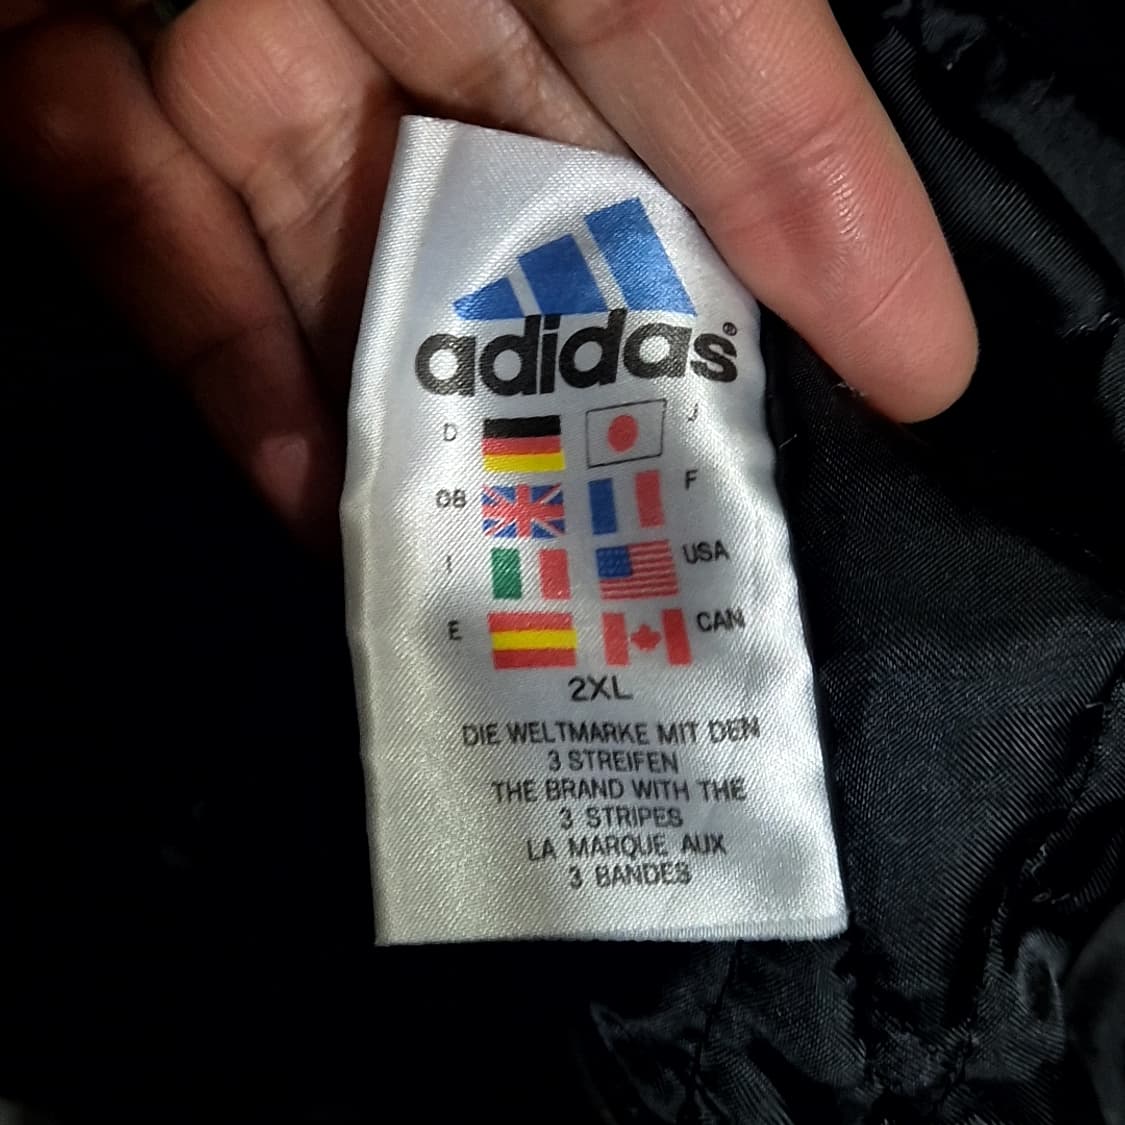 adidas®
D J
GB F
I USA
E CAN
2XL
DIE WELTMARKE MIT DEN
3 STREIFEN
THE BRAND WITH THE
3 STRIPES
LA MARQUE AUX
3 BANDES